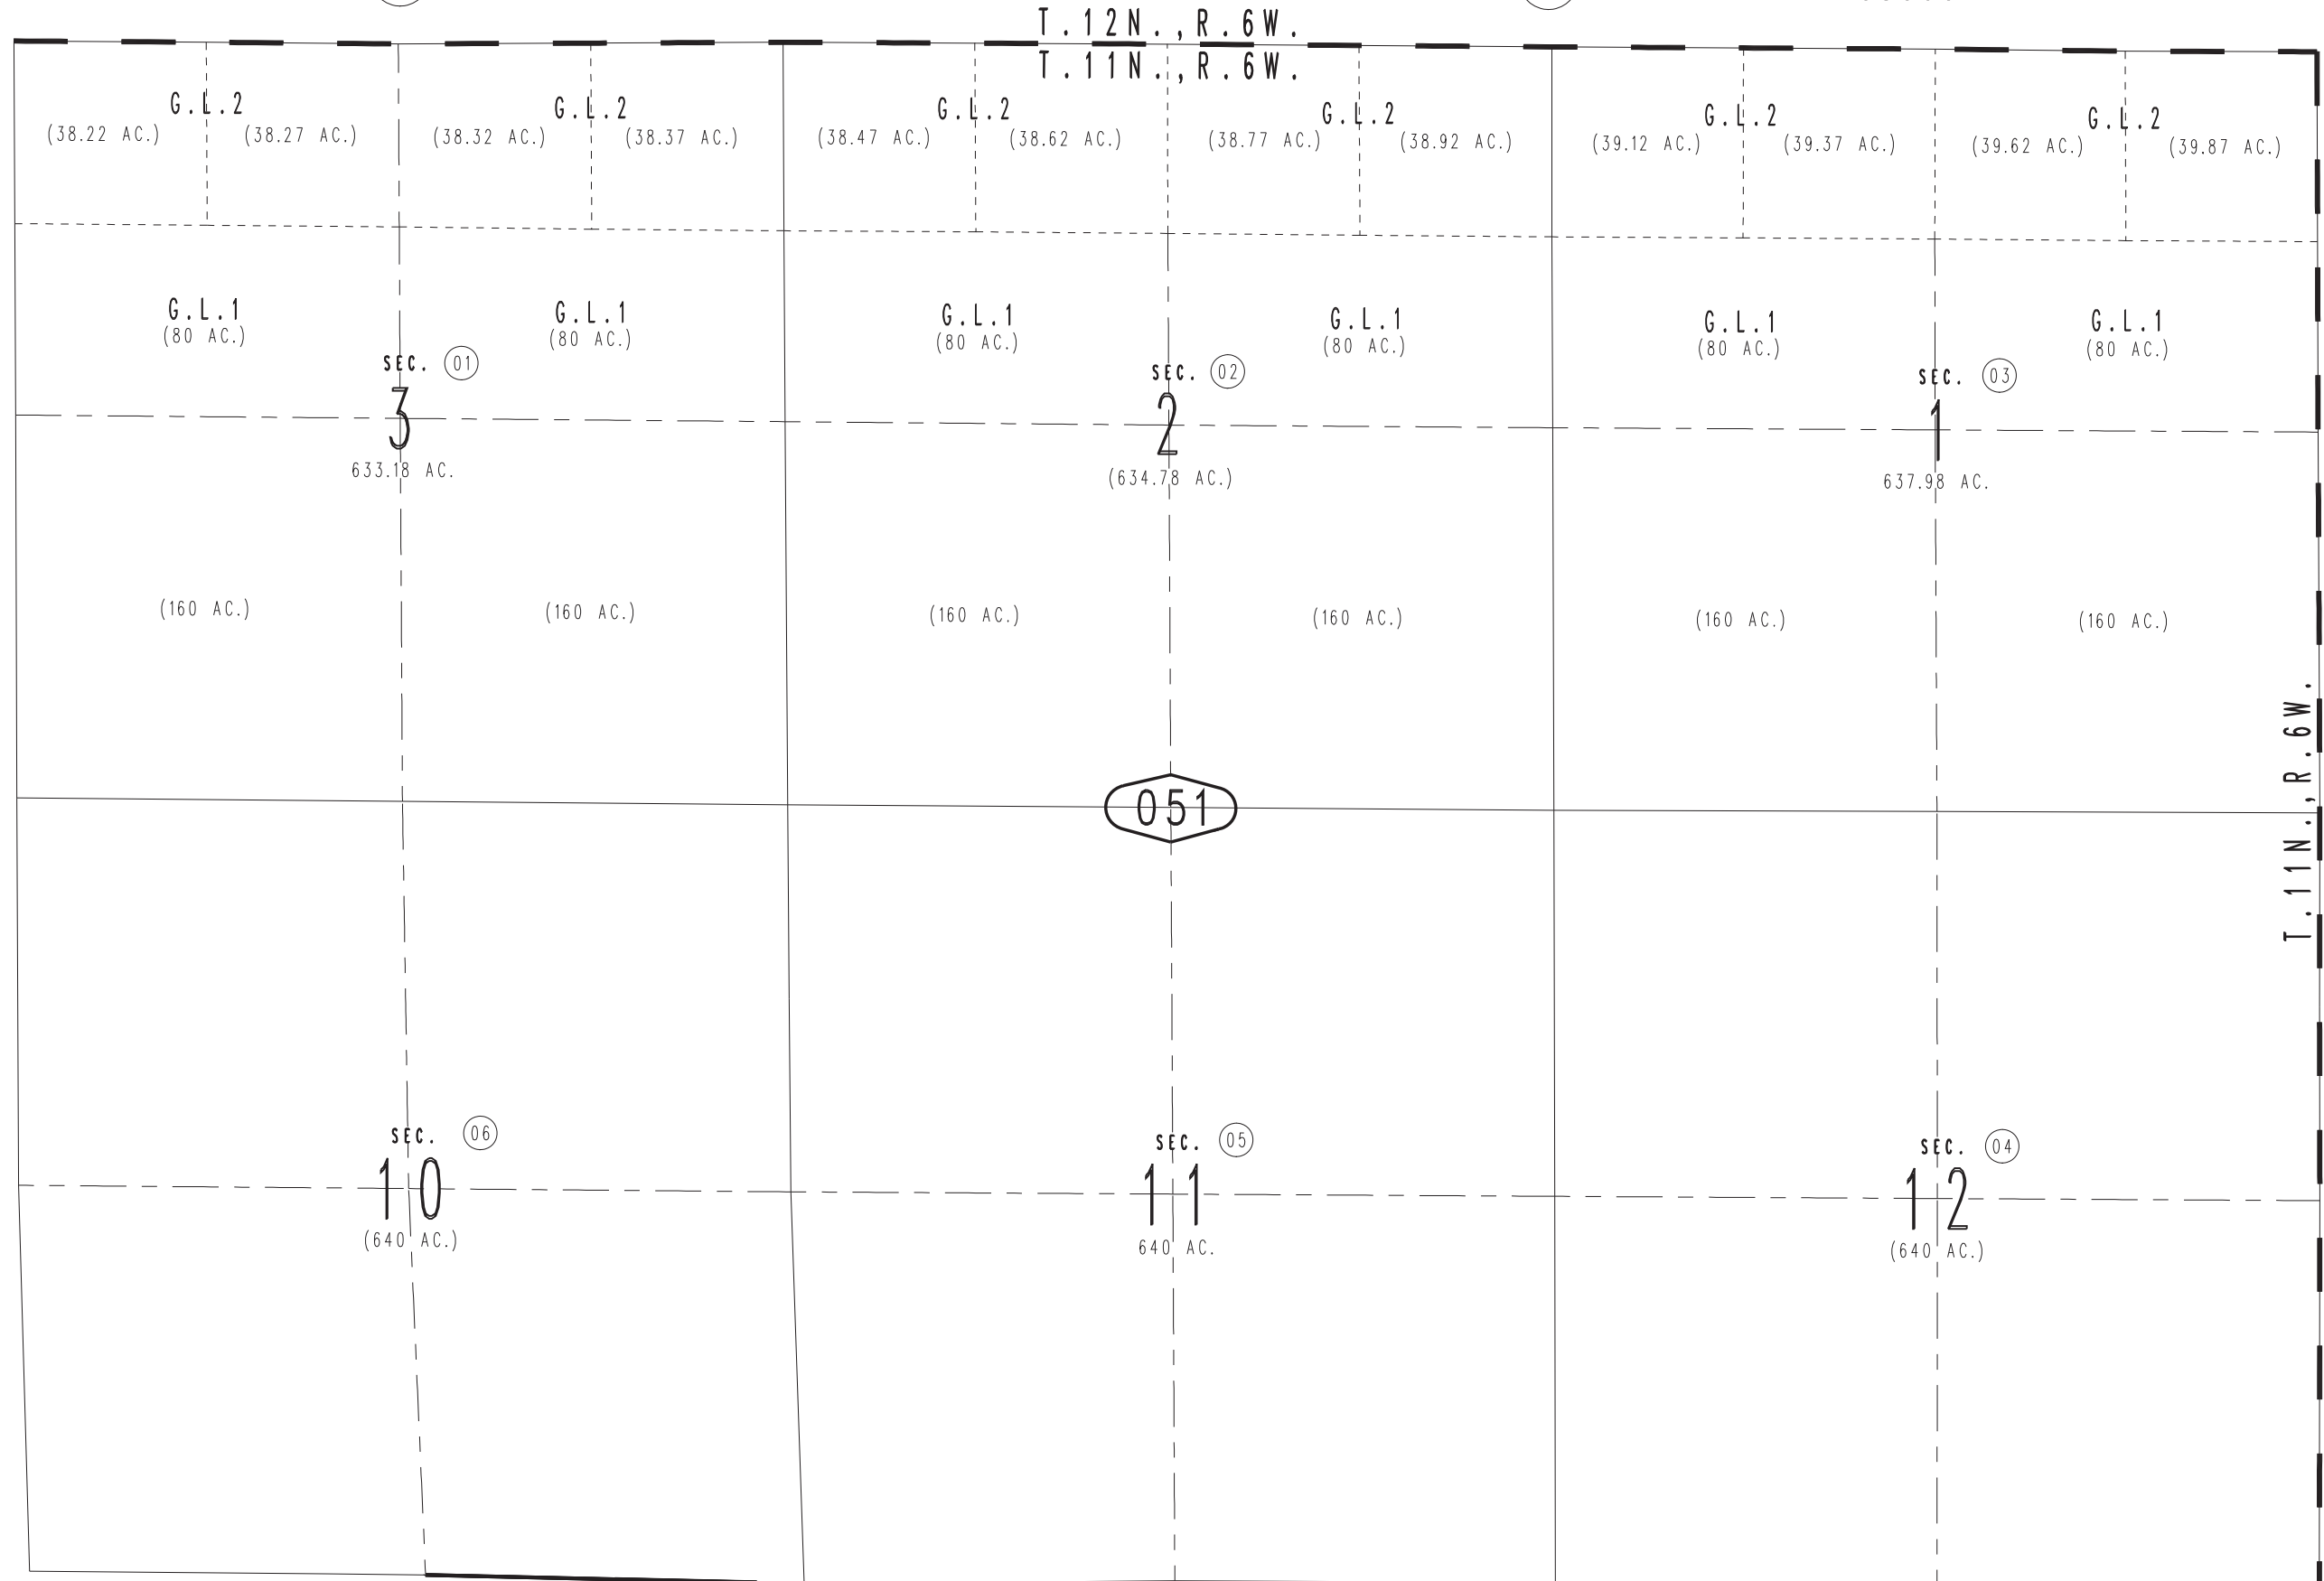 T.12N.,R.6W.
T.11N.,R.6W.
G.L.2 G.L.2 G.L.2 G.L.2 G.L.2 G.L.2
(38.22 AC.) (38.27 AC.) (38.32 AC.) (38.37 AC.) (38.47 AC.) (38.62 AC.) (38.77 AC.) (38.92 AC.) (39.12 AC.) (39.37 AC.) (39.62 AC.) (39.87 AC.)
G.L.1 G.L.1 G.L.1 G.L.1 G.L.1 G.L.1
(80 AC.) (80 AC.) (80 AC.) (80 AC.) (80 AC.) (80 AC.)
SEC. 01 SEC. 02 SEC. 03
3 2 1
633.18 AC. (634.78 AC.) 637.98 AC.
(160 AC.) (160 AC.) (160 AC.) (160 AC.) (160 AC.) (160 AC.)
T.11N.,R.6W.
051
SEC. 06 SEC. 05 SEC. 04
10 11 12
(640 AC.) 640 AC. (640 AC.)